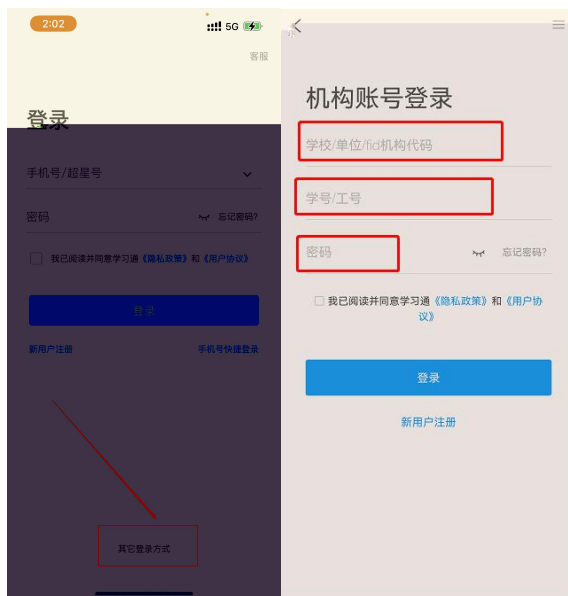 2:02
5G
客服
登录
手机号/超星号
密码
忘记密码?
我已阅读并同意学习通《隐私政策》和《用户协议》
登录
新用户注册
手机号快捷登录
其它登录方式
机构账号登录
学校/单位/fid机构代码
学号/工号
密码
忘记密码?
我已阅读并同意学习通《隐私政策》和《用户协
议》
登录
新用户注册